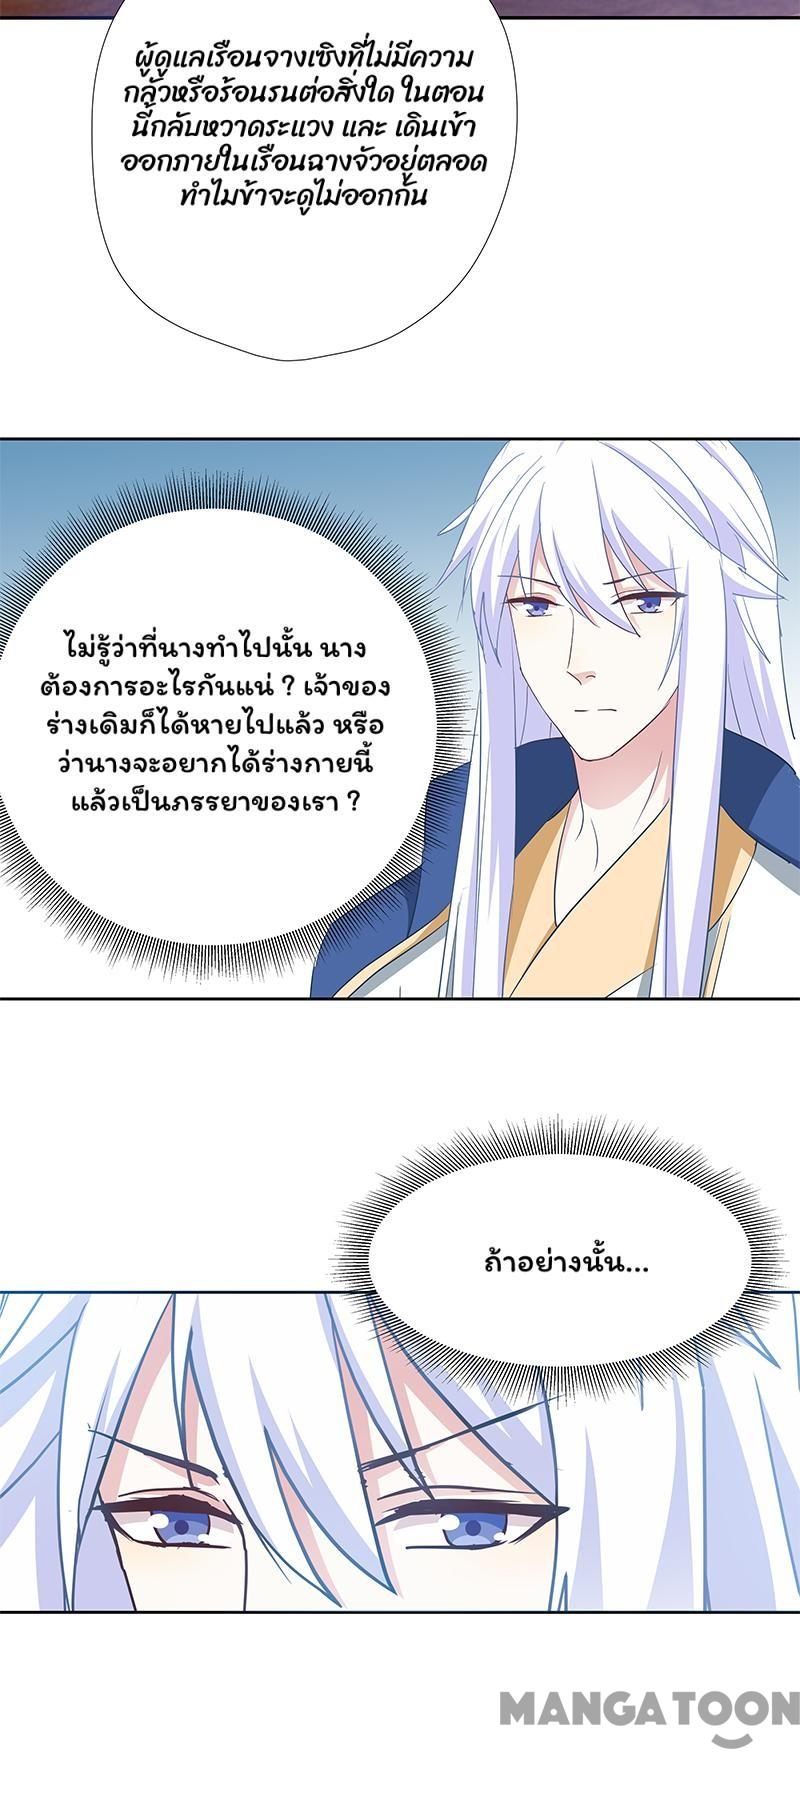 ผู้ดูแลเรือนจางเซิงที่ไม่มีความ
กลัวหรือร้อนรนต่อสิ่งใด ในตอน
นี้กลับหวาดระแวง และ เดินเข้า
ออกภายในเรือนฉางจัวอยู่ตลอด
ทำไมข้าจะดูไม่ออกกัน
ไม่รู้ว่าที่นางทำไปนั้น นาง
ต้องการอะไรกันแน่ ? เจ้าของ
ร่างเดิมก็ได้หายไปแล้ว หรือ
ว่านางจะอยากได้ร่างกายนี้
แล้วเป็นภรรยาของเรา ?
ถ้าอย่างนั้น...
MANGATOON